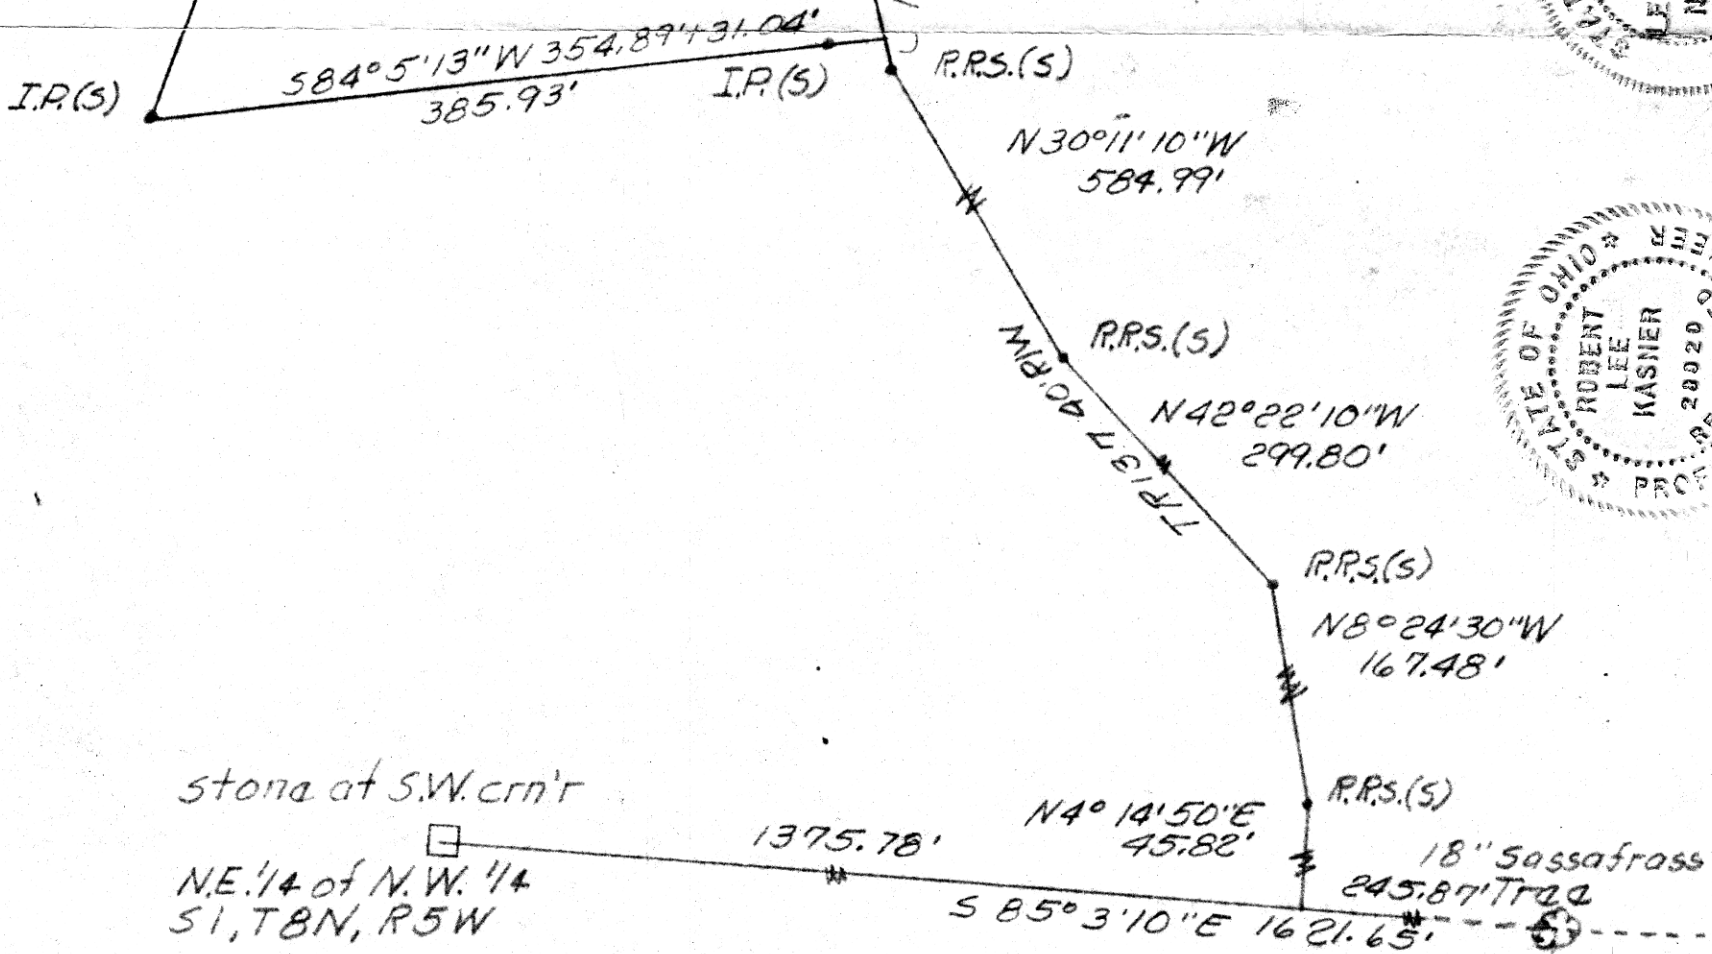 S84°5'13"W 354.89'+31.04'
385.93'
I.P.(S)
I.P.(S)
R.R.S.(S)
N30°11'10"W
584.99'
R.R.S.(S)
TR137 40'R/W
N42°22'10"W
299.80'
STATE OF OHIO
ROBERT
LEE
KASNER
20020
R.R.S.(S)
N8°24'30"W
167.48'
R.R.S.(S)
stone at S.W. crn'r
N.E. 1/4 of N.W. 1/4
S1, T8N, R5W
1375.78'
N4°14'50"E
45.82'
18" Sassafrass
245.87' Tree
S 85°3'10"E 1621.65'